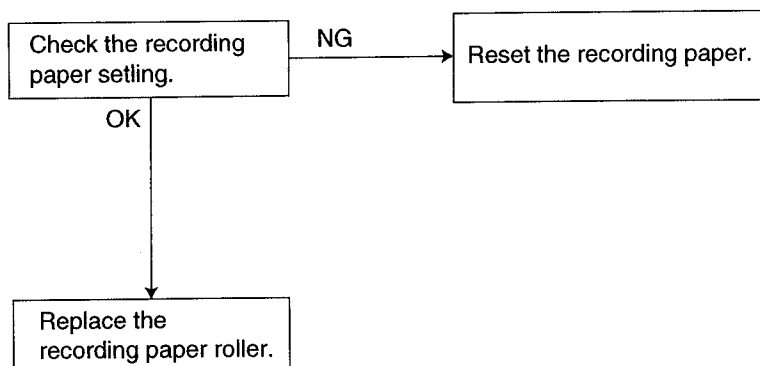 Check the recording
paper setling.
NG
Reset the recording paper.
OK
Replace the
recording paper roller.